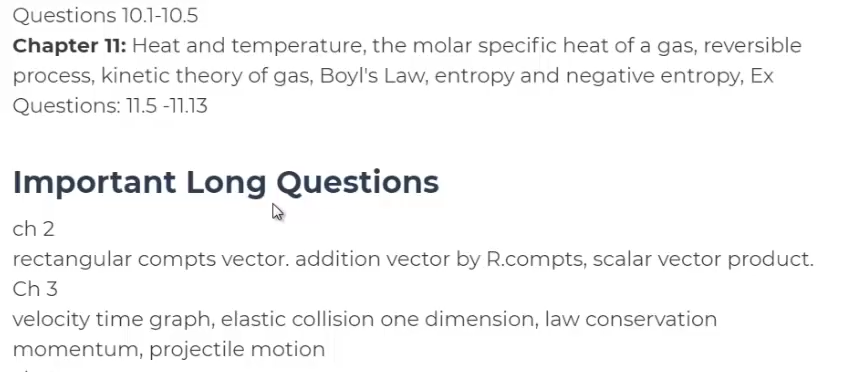 Questions 10.1-10.5
Chapter 11: Heat and temperature, the molar specific heat of a gas, reversible
process, kinetic theory of gas, Boyl's Law, entropy and negative entropy, Ex
Questions: 11.5 -11.13
Important Long Questions
ch 2
rectangular compts vector. addition vector by R.compts, scalar vector product.
Ch 3
velocity time graph, elastic collision one dimension, law conservation
momentum, projectile motion